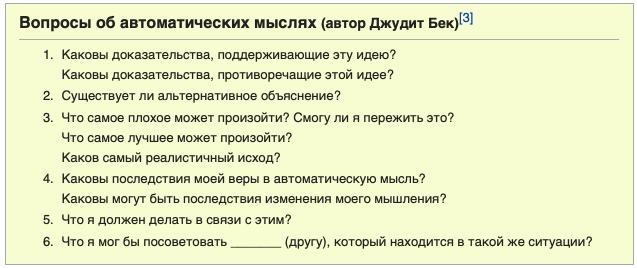 Вопросы об автоматических мыслях (автор Джудит Бек)[3]
1. Каковы доказательства, поддерживающие эту идею?
Каковы доказательства, противоречащие этой идее?
2. Существует ли альтернативное объяснение?
3. Что самое плохое может произойти? Смогу ли я пережить это?
Что самое лучшее может произойти?
Каков самый реалистичный исход?
4. Каковы последствия моей веры в автоматическую мысль?
Каковы могут быть последствия изменения моего мышления?
5. Что я должен делать в связи с этим?
6. Что я мог бы посоветовать _______ (другу), который находится в такой же ситуации?